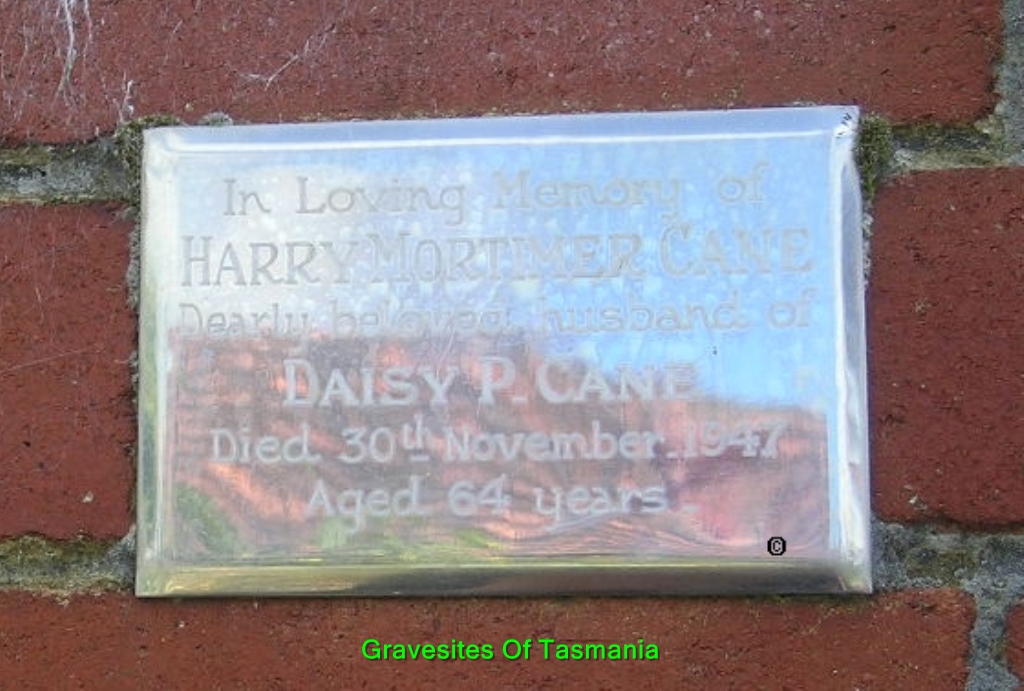 In Loving Memory of
HARRY MORTIMER CANE
Dearly beloved husband of
DAISY P. CANE
Died 30th November 1947
Aged 64 years.
©
Gravesites Of Tasmania